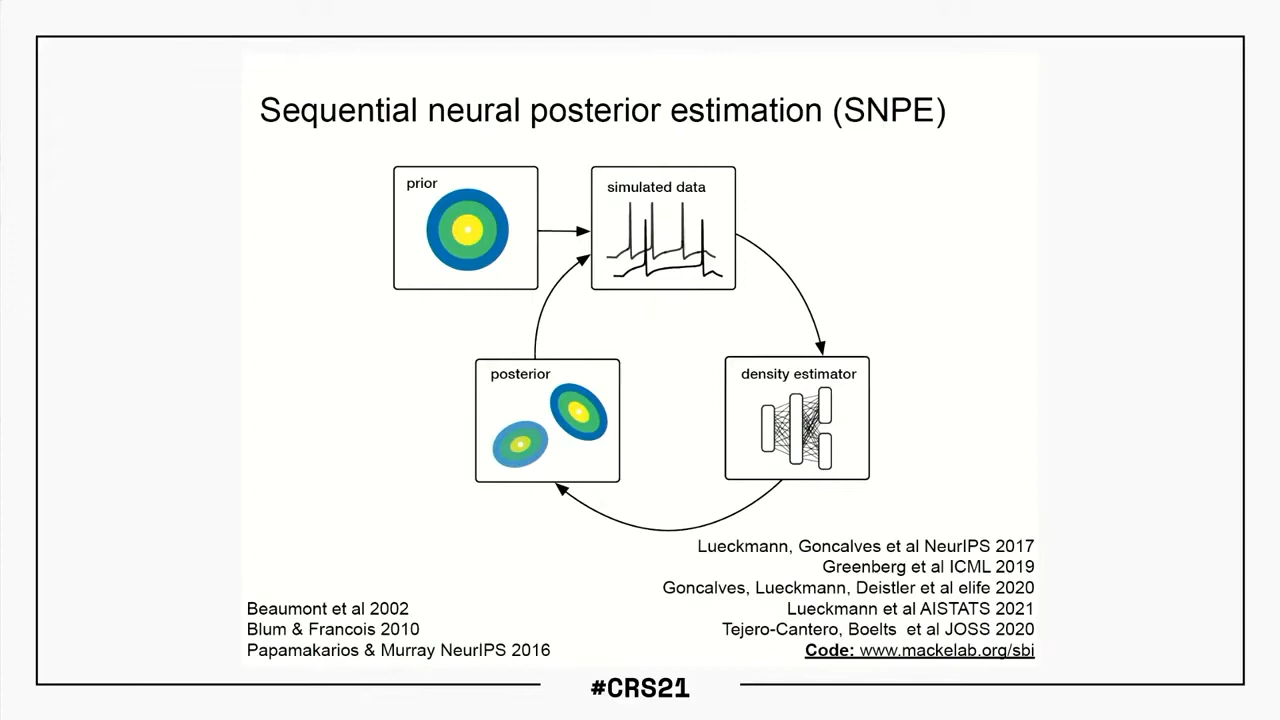 Sequential neural posterior estimation (SNPE)
prior
simulated data
posterior
density estimator
Lueckmann, Goncalves et al NeurIPS 2017
Greenberg et al ICML 2019
Goncalves, Lueckmann, Deistler et al elife 2020
Lueckmann et al AISTATS 2021
Tejero-Cantero, Boelts et al JOSS 2020
Code: www.mackelab.org/sbi
Beaumont et al 2002
Blum & Francois 2010
Papamakarios & Murray NeurIPS 2016
#CRS21